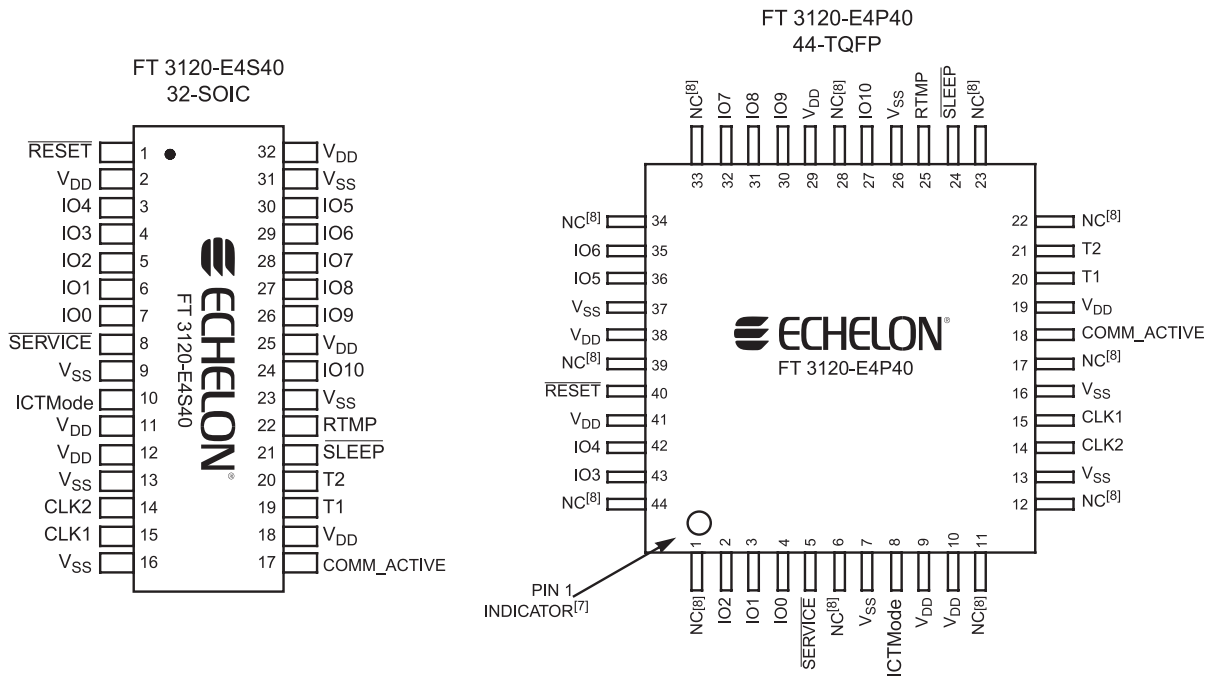 FT 3120-E4S40
32-SOIC
RESET 1
VDD 2
IO4 3
IO3 4
IO2 5
IO1 6
IO0 7
SERVICE 8
VSS 9
ICTMode 10
VDD 11
VDD 12
VSS 13
CLK2 14
CLK1 15
VSS 16
32 VDD
31 VSS
30 IO5
29 IO6
28 IO7
27 IO8
26 IO9
25 VDD
24 IO10
23 VSS
22 RTMP
21 SLEEP
20 T2
19 T1
18 VDD
17 COMM_ACTIVE
ECHELON®
FT 3120-E4S40
FT 3120-E4P40
44-TQFP
NC[8] 33
IO7 32
IO8 31
IO9 30
VDD 29
NC[8] 28
IO10 27
VSS 26
RTMP 25
SLEEP 24
NC[8] 23
NC[8] 34
IO6 35
IO5 36
VSS 37
VDD 38
NC[8] 39
RESET 40
VDD 41
IO4 42
IO3 43
NC[8] 44
22 NC[8]
21 T2
20 T1
19 VDD
18 COMM_ACTIVE
17 NC[8]
16 VSS
15 CLK1
14 CLK2
13 VSS
12 NC[8]
ECHELON®
FT 3120-E4P40
PIN 1
INDICATOR[7]
1 NC[8]
2 IO2
3 IO1
4 IO0
5 SERVICE
6 NC[8]
7 VSS
8 ICTMode
9 VDD
10 VDD
11 NC[8]